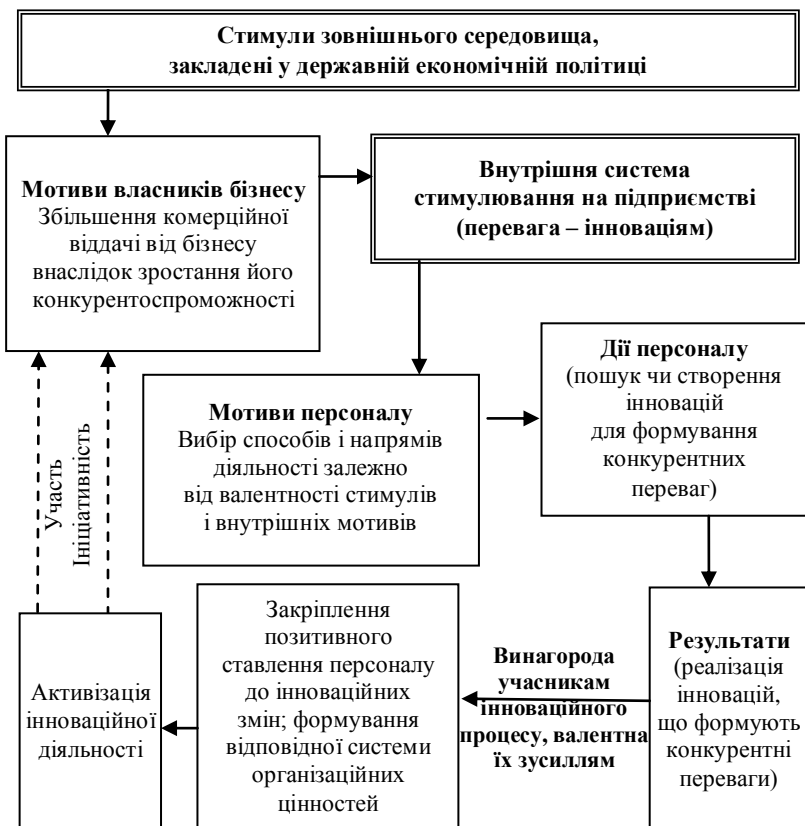 Стимули зовнішнього середовища,
закладені у державній економічній політиці
Мотиви власників бізнесу
Збільшення комерційної
віддачі від бізнесу
внаслідок зростання його
конкурентоспроможності
Внутрішня система
стимулювання на підприємстві
(перевага – інноваціям)
Мотиви персоналу
Вибір способів і напрямів
діяльності залежно
від валентності стимулів
і внутрішніх мотивів
Дії персоналу
(пошук чи створення
інновацій
для формування
конкурентних
переваг)
Участь
Ініціативність
Активізація
інноваційної
діяльності
Закріплення
позитивного
ставлення персоналу
до інноваційних
змін; формування
відповідної системи
організаційних
цінностей
Винагорода
учасникам
інноваційного
процесу, валентна
їх зусиллям
Результати
(реалізація
інновацій,
що формують
конкурентні
переваги)